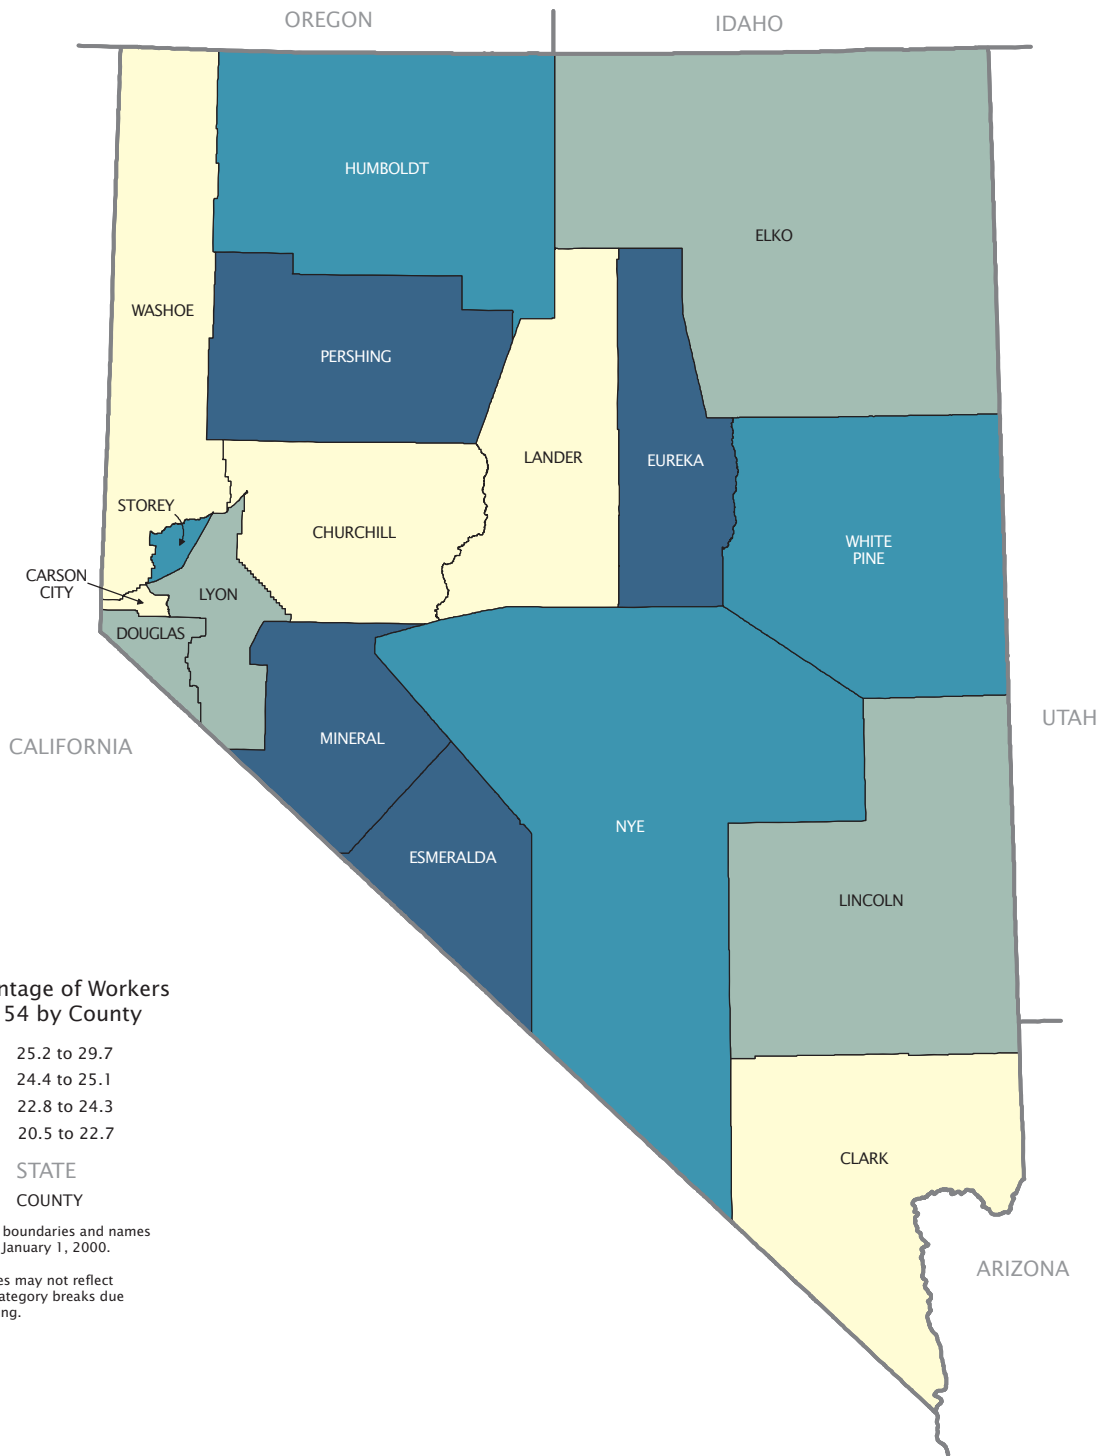 OREGON
IDAHO
HUMBOLDT
ELKO
WASHOE
PERSHING
LANDER
EUREKA
STOREY
CHURCHILL
WHITE
PINE
CARSON
CITY
LYON
DOUGLAS
UTAH
CALIFORNIA
MINERAL
NYE
ESMERALDA
LINCOLN
ntage of Workers
54 by County
25.2 to 29.7
24.4 to 25.1
22.8 to 24.3
20.5 to 22.7
STATE
COUNTY
boundaries and names
January 1, 2000.
es may not reflect
ategory breaks due
ng.
CLARK
ARIZONA